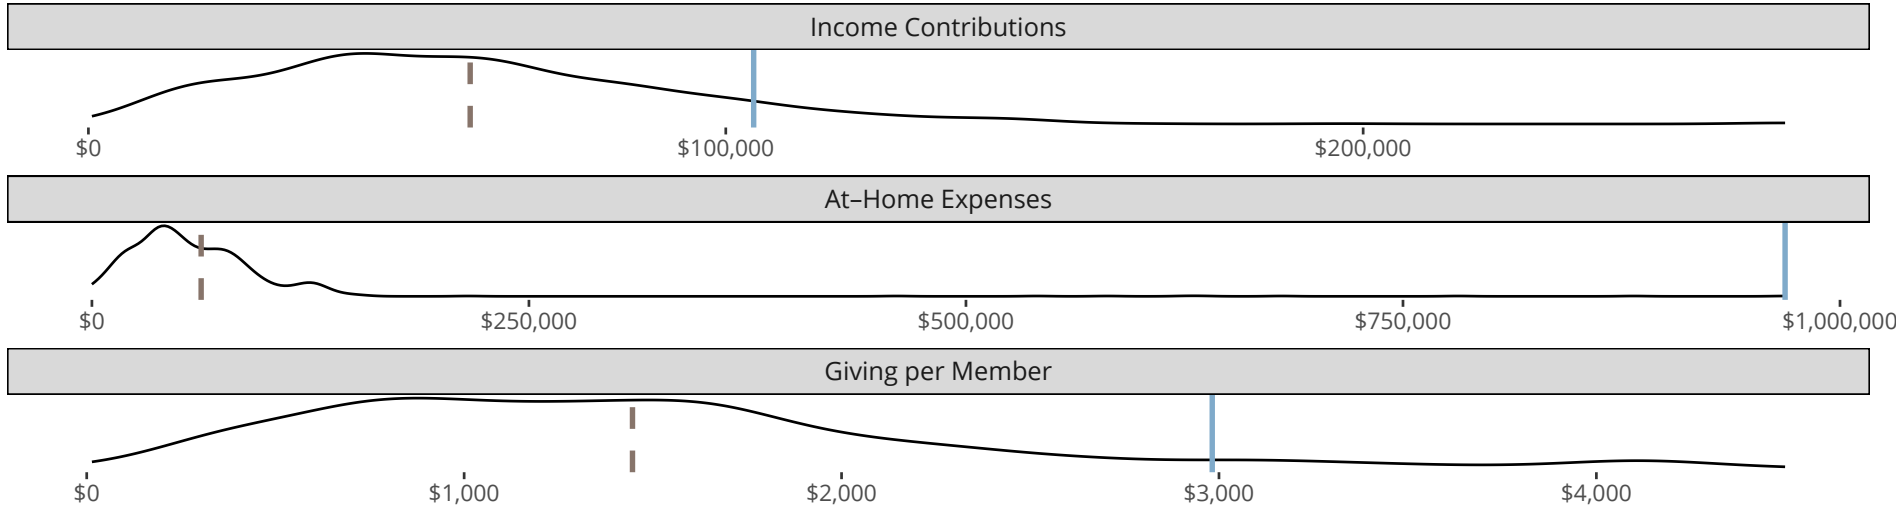 Income Contributions
$0 $100,000 $200,000
At–Home Expenses
$0 $250,000 $500,000 $750,000 $1,000,000
Giving per Member
$0 $1,000 $2,000 $3,000 $4,000